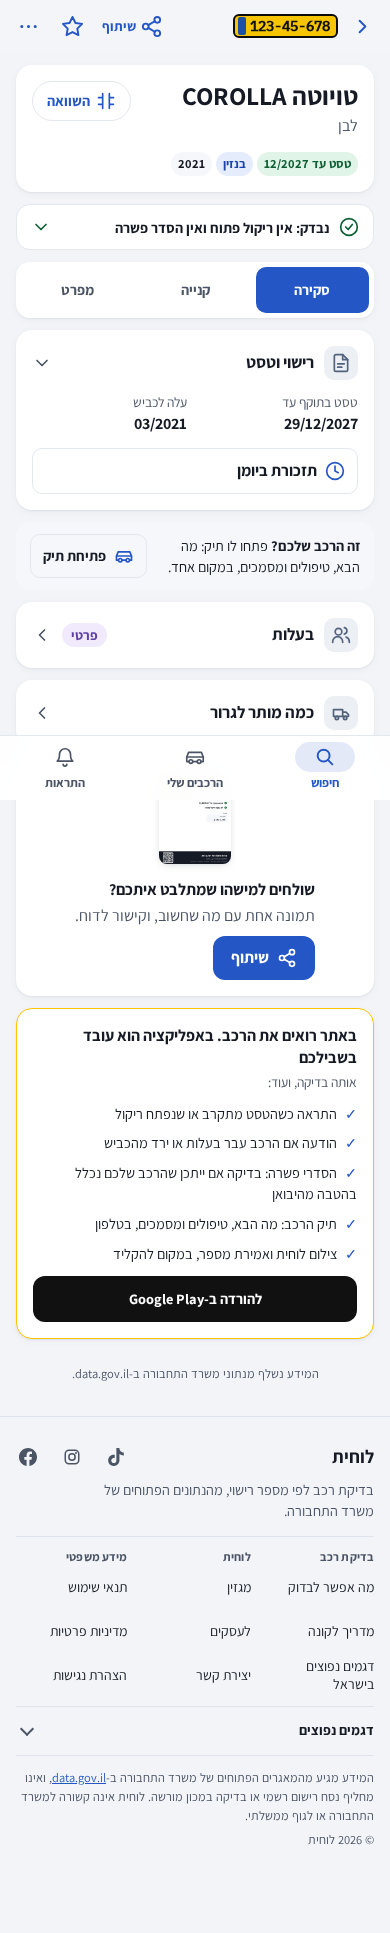 123-45-678
שיתוף
טויוטה COROLLA
השוואה
לבן
טסט עד 12/2027
בנזין
2021
נבדק: אין ריקול פתוח ואין הסדר פשרה
סקירה
קנייה
מפרט
רישוי וטסט
טסט בתוקף עד
עלה לכביש
29/12/2027
03/2021
תזכורת ביומן
זה הרכב שלכם? פתחו לו תיק: מה
הבא, טיפולים ומסמכים, במקום אחד.
פתיחת תיק
בעלות
פרטי
כמה מותר לגרור
חיפוש
הרכבים שלי
התראות
שולחים למישהו שמתלבט איתכם?
תמונה אחת עם מה שחשוב, וקישור לדוח.
שיתוף
באתר רואים את הרכב. באפליקציה הוא עובד
בשבילכם
אותה בדיקה, ועוד:
✓ התראה כשהטסט מתקרב או שנפתח ריקול
✓ הודעה אם הרכב עבר בעלות או ירד מהכביש
✓ הסדרי פשרה: בדיקה אם ייתכן שהרכב שלכם נכלל
בהטבה מהיבואן
✓ תיק הרכב: מה הבא, טיפולים ומסמכים, בטלפון
✓ צילום לוחית ואמירת מספר, במקום להקליד
להורדה ב-Google Play
המידע נשלף מנתוני משרד התחבורה ב-data.gov.il.
לוחית
בדיקת רכב לפי מספר רישוי, מהנתונים הפתוחים של
משרד התחבורה.
בדיקת רכב
לוחית
מידע משפטי
מה אפשר לבדוק
מגזין
תנאי שימוש
מדריך לקונה
לעסקים
מדיניות פרטיות
דגמים נפוצים
בישראל
יצירת קשר
הצהרת נגישות
דגמים נפוצים
המידע מגיע מהמאגרים הפתוחים של משרד התחבורה ב-data.gov.il, ואינו
מחליף נסח רישום רשמי או בדיקה במכון מורשה. לוחית אינה קשורה למשרד
התחבורה או לגוף ממשלתי.
© 2026 לוחית